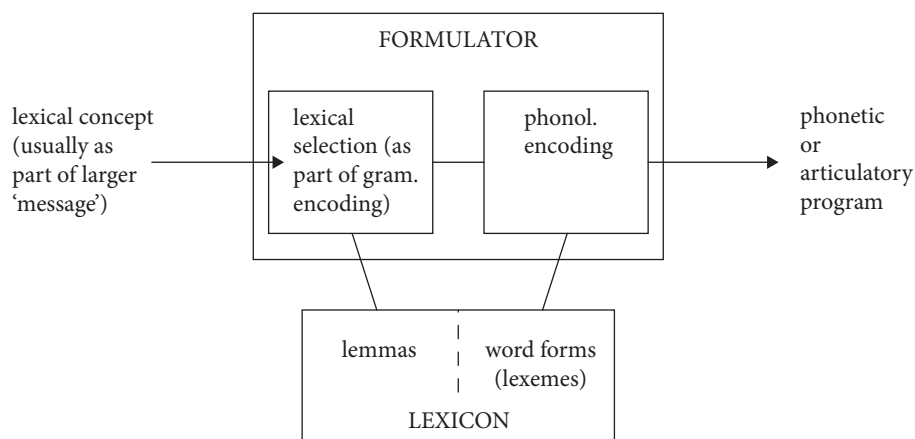 FORMULATOR
lexical concept
(usually as
part of larger
‘message’)
lexical
selection (as
part of gram.
encoding)
phonol.
encoding
phonetic
or
articulatory
program
lemmas
word forms
(lexemes)
LEXICON